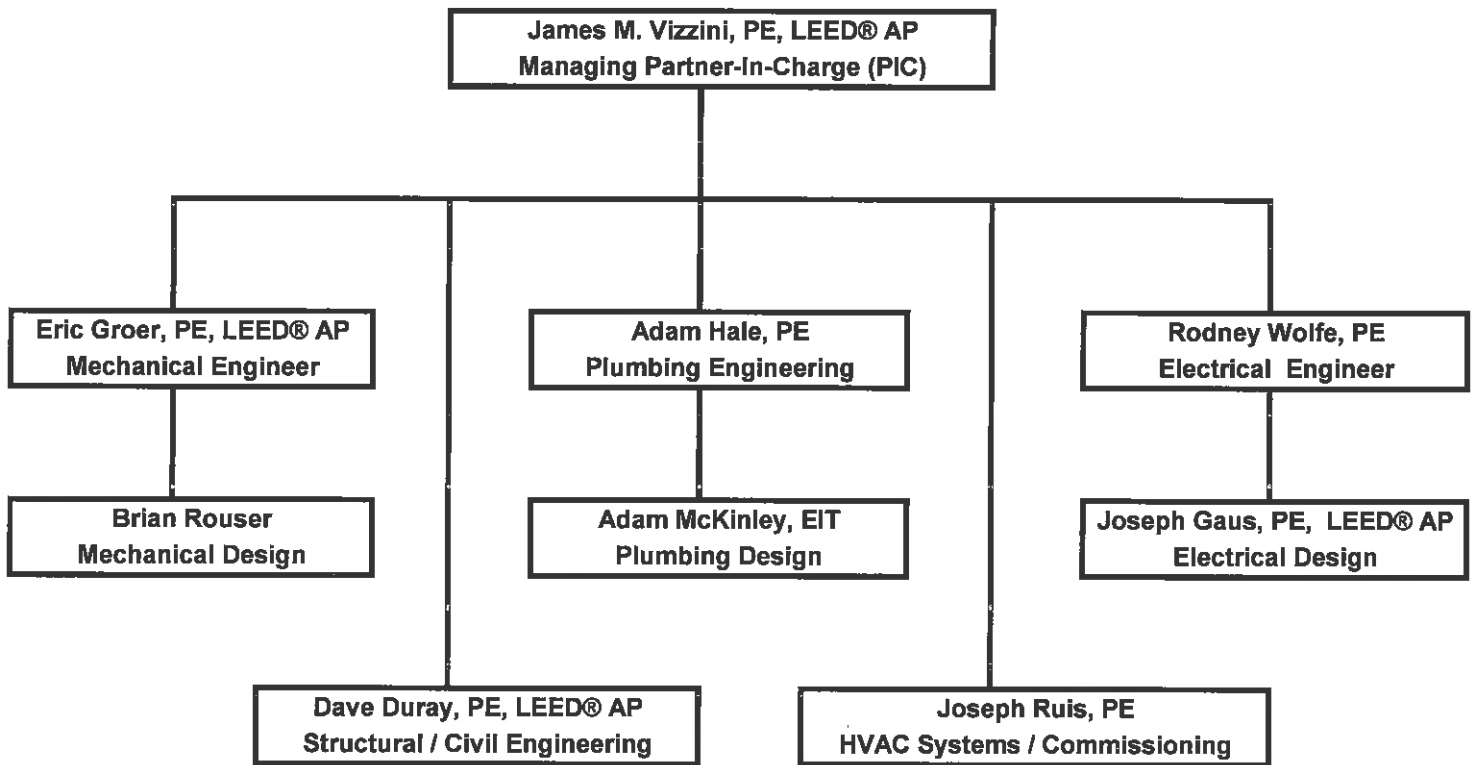 James M. Vizzini, PE, LEED® AP
Managing Partner-In-Charge (PIC)
Eric Groer, PE, LEED® AP
Mechanical Engineer
Adam Hale, PE
Plumbing Engineering
Rodney Wolfe, PE
Electrical Engineer
Brian Rouser
Mechanical Design
Adam McKinley, EIT
Plumbing Design
Joseph Gaus, PE, LEED® AP
Electrical Design
Dave Duray, PE, LEED® AP
Structural / Civil Engineering
Joseph Ruis, PE
HVAC Systems / Commissioning